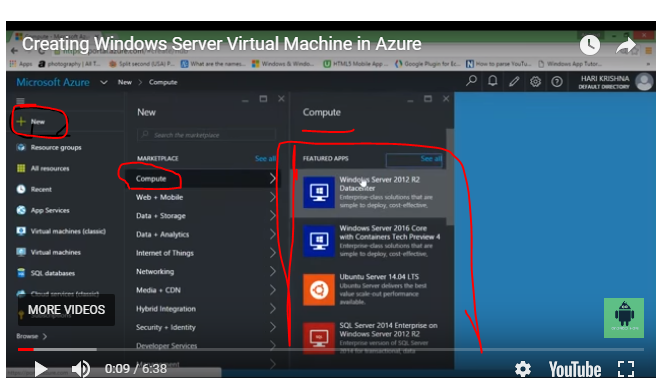 Creating Windows Server Virtual Machine in Azure
Apps
photography | All T...
Split second (USA) P...
What are the names...
Windows & Windo...
HTML5 Mobile App ...
Google Plugin for Ec...
How to parse YouTu...
Windows App Tutor...
Microsoft Azure
New > Compute
HARI KRISHNA
DEFAULT DIRECTORY
New
Resource groups
All resources
Recent
App Services
Virtual machines (classic)
Virtual machines
SQL databases
Cloud services (classic)
Browse >
New
Search the marketplace
MARKETPLACE
See all
Compute
Web + Mobile
Data + Storage
Data + Analytics
Internet of Things
Networking
Media + CDN
Hybrid Integration
Security + Identity
Developer Services
Management
Compute
FEATURED APPS
See all
Windows Server 2012 R2
Datacenter
Enterprise-class solutions that are
simple to deploy, cost-effective,
Windows Server 2016 Core
with Containers Tech Preview 4
Enterprise-class solutions that are
simple to deploy, cost-effective,
Ubuntu Server 14.04 LTS
Ubuntu Server delivers the best
value scale-out performance
available.
SQL Server 2014 Enterprise on
Windows Server 2012 R2
Enterprise version of SQL Server
2014 for transactional, data
MORE VIDEOS
0:09 / 6:38
YouTube